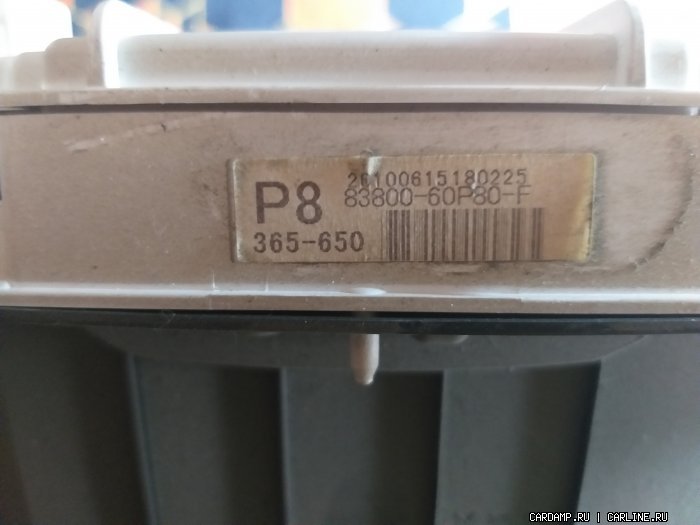 20100615180225
P8 83800-60P80-F
365-650
CARDAMP.RU | CARLINE.RU